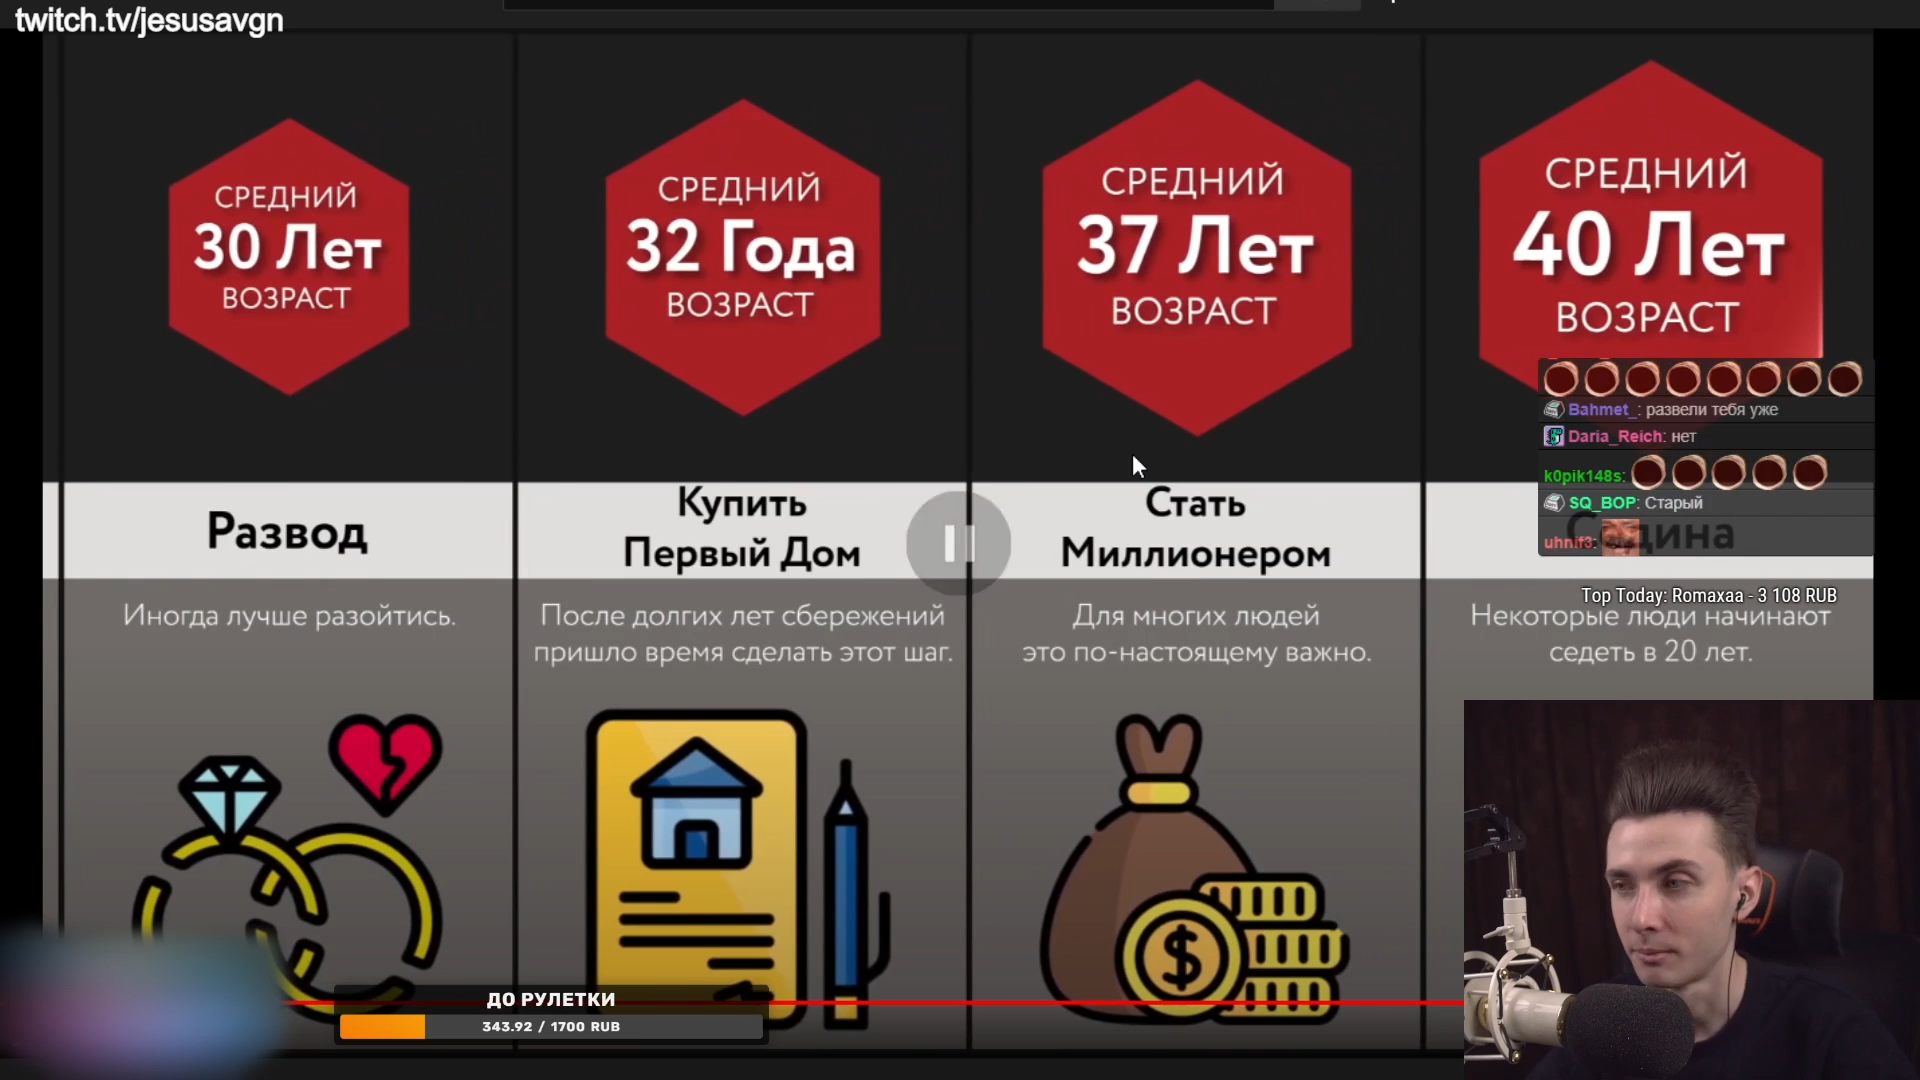 twitch.tv/jesusavgn
СРЕДНИЙ
30 Лет
ВОЗРАСТ
СРЕДНИЙ
32 Года
ВОЗРАСТ
СРЕДНИЙ
37 Лет
ВОЗРАСТ
СРЕДНИЙ
40 Лет
ВОЗРАСТ
Развод
Купить
Первый Дом
Стать
Миллионером
Седина
Иногда лучше разойтись.
После долгих лет сбережений
пришло время сделать этот шаг.
Для многих людей
это по-настоящему важно.
Некоторые люди начинают
седеть в 20 лет.
Bahmet_: развели тебя уже
Daria_Reich: нет
k0pik148s:
SQ_BOP: Старый
uhnif3:
Top Today: Romaxaa - 3 108 RUB
ДО РУЛЕТКИ
343.92 / 1700 RUB